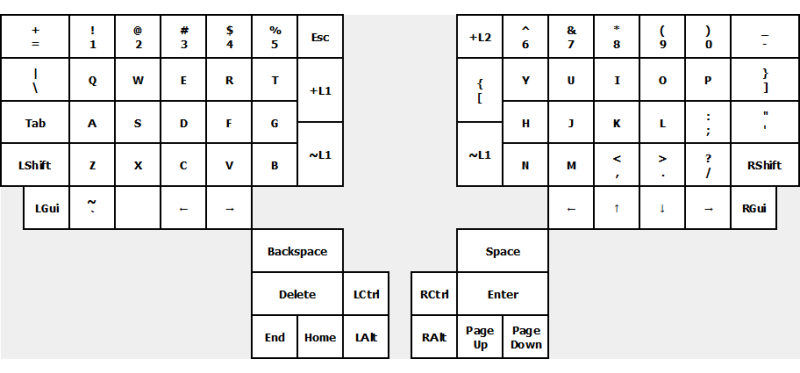 + ! @ # $ % Esc +L2 ^ & * ( ) _
= 1 2 3 4 5 6 7 8 9 0 -
| Q W E R T +L1 { Y U I O P }
\ [ ]
Tab A S D F G H J K L : "
; '
LShift Z X C V B ~L1 ~L1 N M < > ? RShift
, . /
LGui ~ ← → ← ↑ ↓ → RGui
`
Backspace Space
Delete LCtrl RCtrl Enter
End Home LAlt RAlt Page Page
Up Down